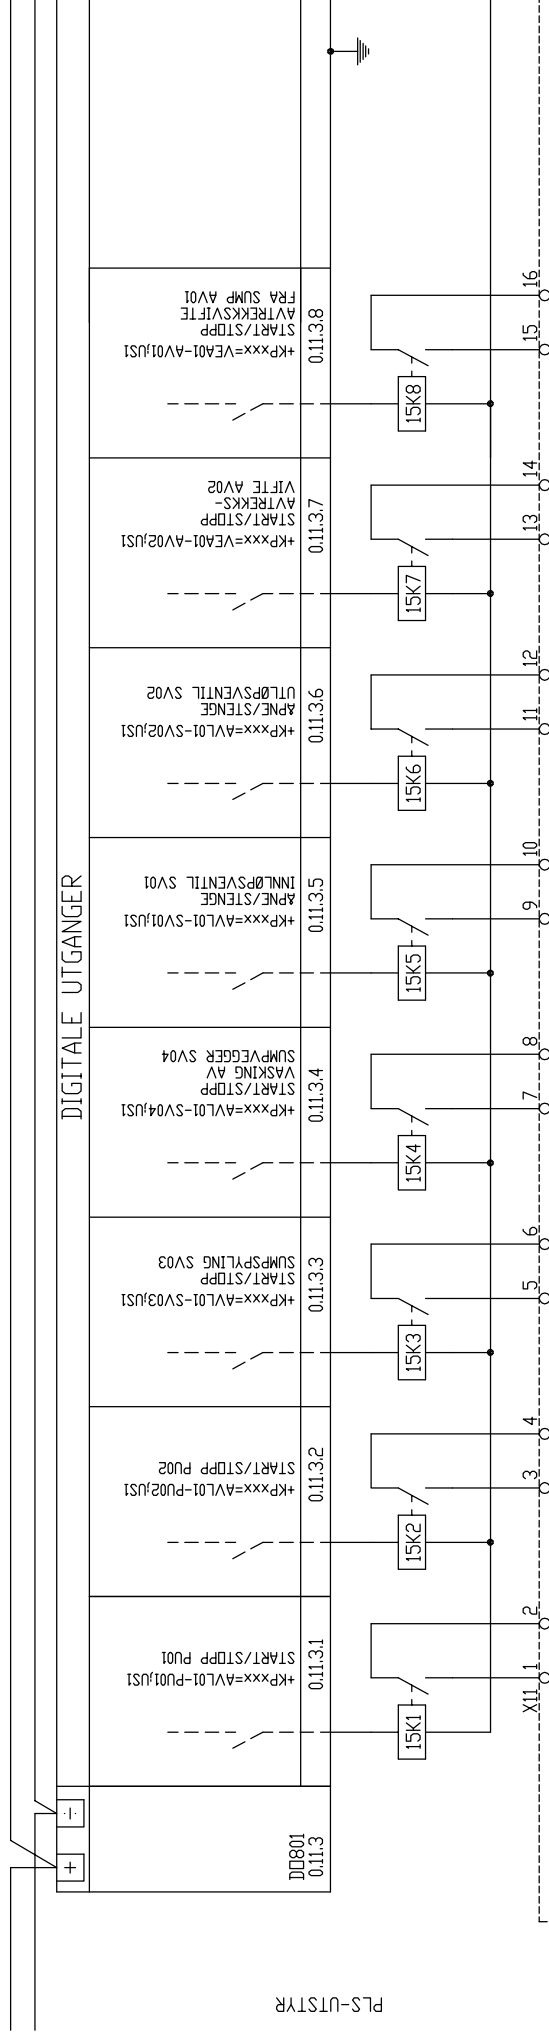 DIGITALE UTGANGER
DO801
0.11.3
+KPxxx=AVL01-PU01;US1
START/STOPP PU01
0.11.3.1
+KPxxx=AVL01-PU02;US1
START/STOPP PU02
0.11.3.2
+KPxxx=AVL01-SV03;US1
START/STOPP
SUMPSPYLING SV03
0.11.3.3
+KPxxx=AVL01-SV04;US1
START/STOPP
VASKING AV
SUMPVEGGER SV04
0.11.3.4
+KPxxx=AVL01-SV01;US1
ÅPNE/STENGE
INNLØPSVENTIL SV01
0.11.3.5
+KPxxx=AVL01-SV02;US1
ÅPNE/STENGE
UTLØPSVENTIL SV02
0.11.3.6
+KPxxx=VEA01-AV02;US1
START/STOPP
AVTREKKS-
VIFTE AV02
0.11.3.7
+KPxxx=VEA01-AV01;US1
START/STOPP
AVTREKKSVIFTE
FRA SUMP AV01
0.11.3.8
+ -
15K1 15K2 15K3 15K4 15K5 15K6 15K7 15K8
X11 1 2 3 4 5 6 7 8 9 10 11 12 13 14 15 16
PLS-UTSTYR